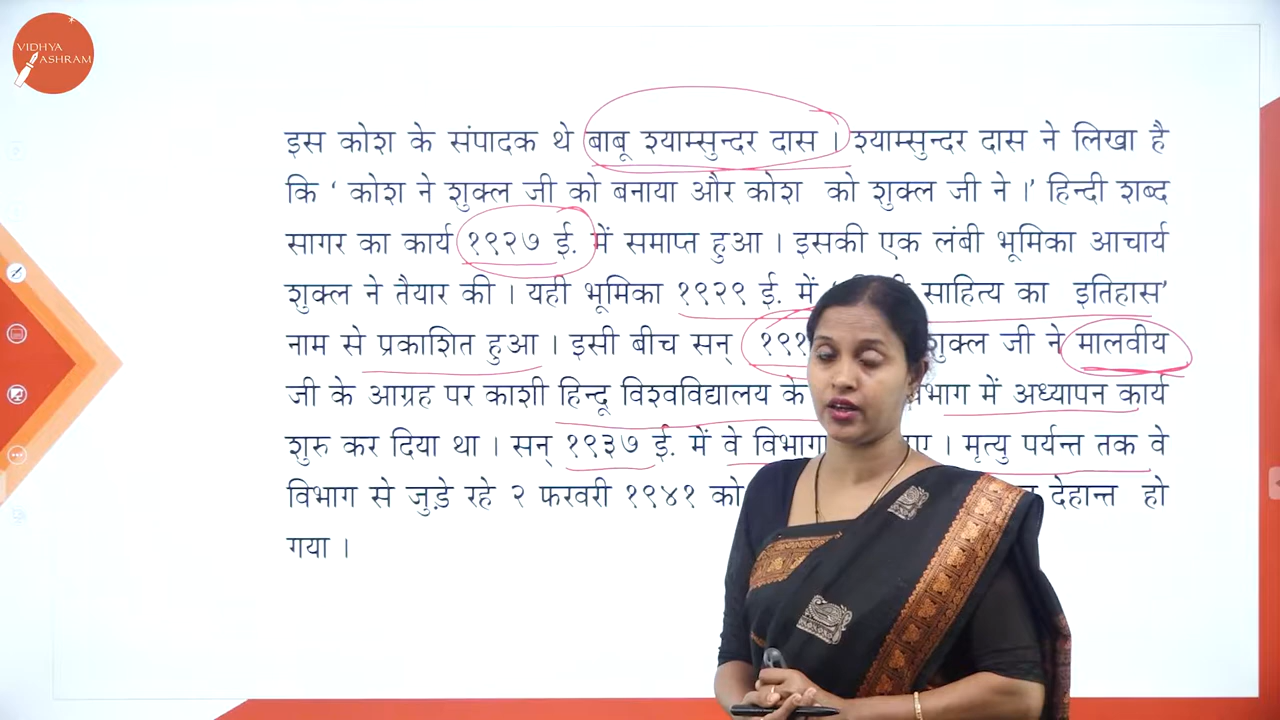 VIDHYA
ASHRAM
इस कोश के संपादक थे बाबू श्याम्सुन्दर दास । श्याम्सुन्दर दास ने लिखा है
कि ‘ कोश ने शुक्ल जी को बनाया और कोश को शुक्ल जी ने ।’ हिन्दी शब्द
सागर का कार्य १९२७ ई. में समाप्त हुआ । इसकी एक लंबी भूमिका आचार्य
शुक्ल ने तैयार की । यही भूमिका १९२९ ई. में साहित्य का इतिहास’
नाम से प्रकाशित हुआ । इसी बीच सन् शुक्ल जी ने मालवीय
जी के आग्रह पर काशी हिन्दू विश्वविद्यालय के में अध्यापन कार्य
शुरु कर दिया था । सन् १९३७ ई. में वे । मृत्यु पर्यन्त तक वे
विभाग से जुड़े रहे २ फरवरी १९४१ को देहान्त हो
गया ।